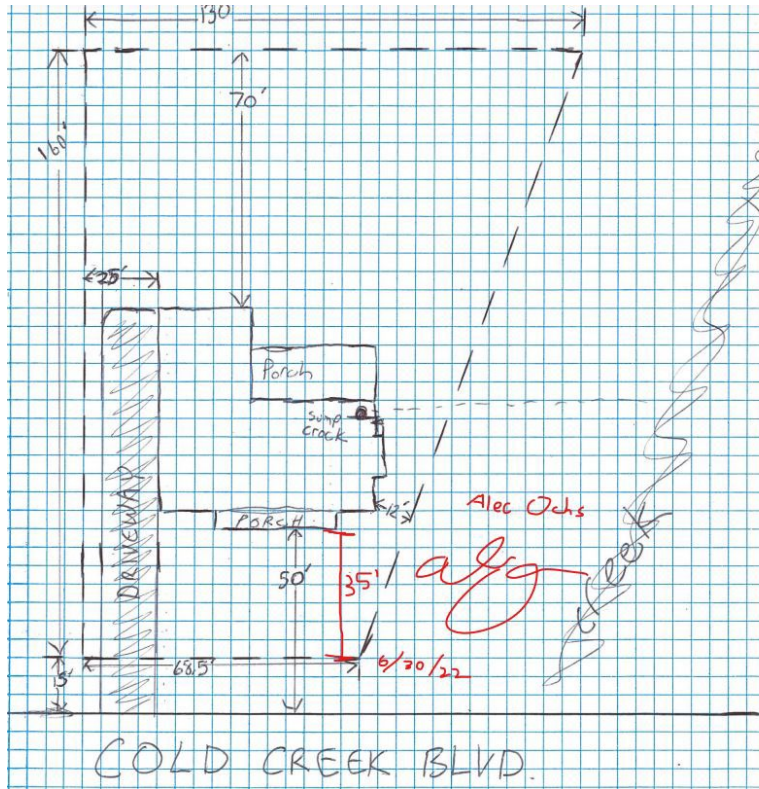 130'
70'
160'
25'
Porch
sump
crock
12'
Alec Ochs
PORCH
DRIVEWAY
50'
35'
creek
68.5'
6/30/22
15'
COLD CREEK BLVD.